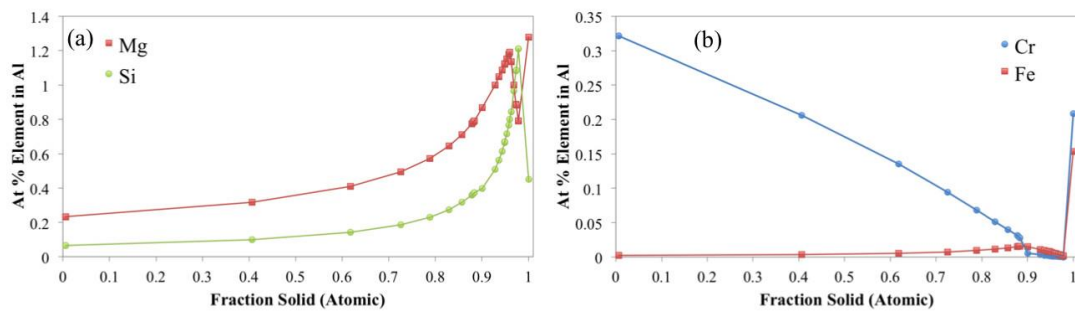 (a)
Mg
Si
At % Element in Al
1.4
1.2
1
0.8
0.6
0.4
0.2
0
0 0.1 0.2 0.3 0.4 0.5 0.6 0.7 0.8 0.9 1
Fraction Solid (Atomic)
(b)
Cr
Fe
At % Element in Al
0.35
0.3
0.25
0.2
0.15
0.1
0.05
0
0 0.1 0.2 0.3 0.4 0.5 0.6 0.7 0.8 0.9 1
Fraction Solid (Atomic)